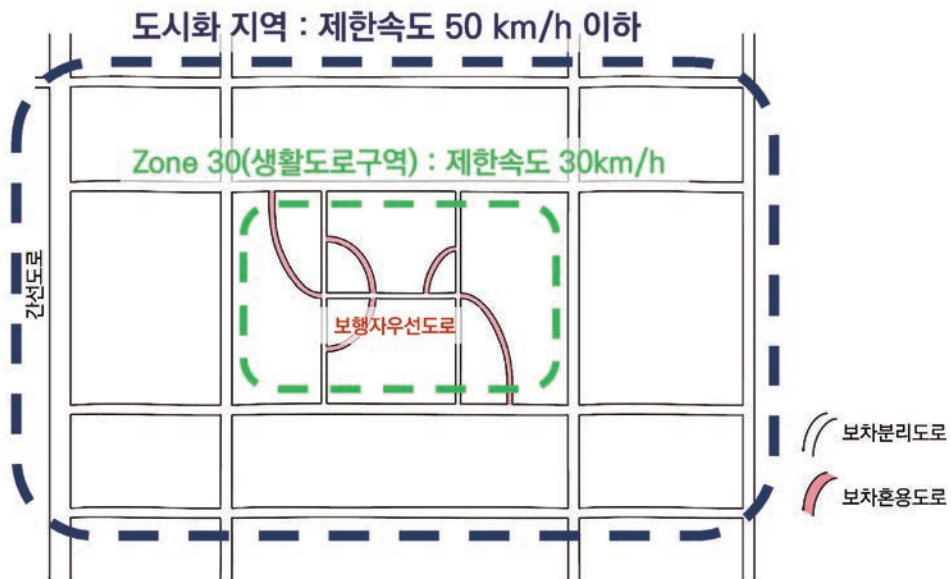 도시화 지역 : 제한속도 50 km/h 이하
Zone 30(생활도로구역) : 제한속도 30km/h
간선도로
보행자우선도로
보차분리도로
보차혼용도로